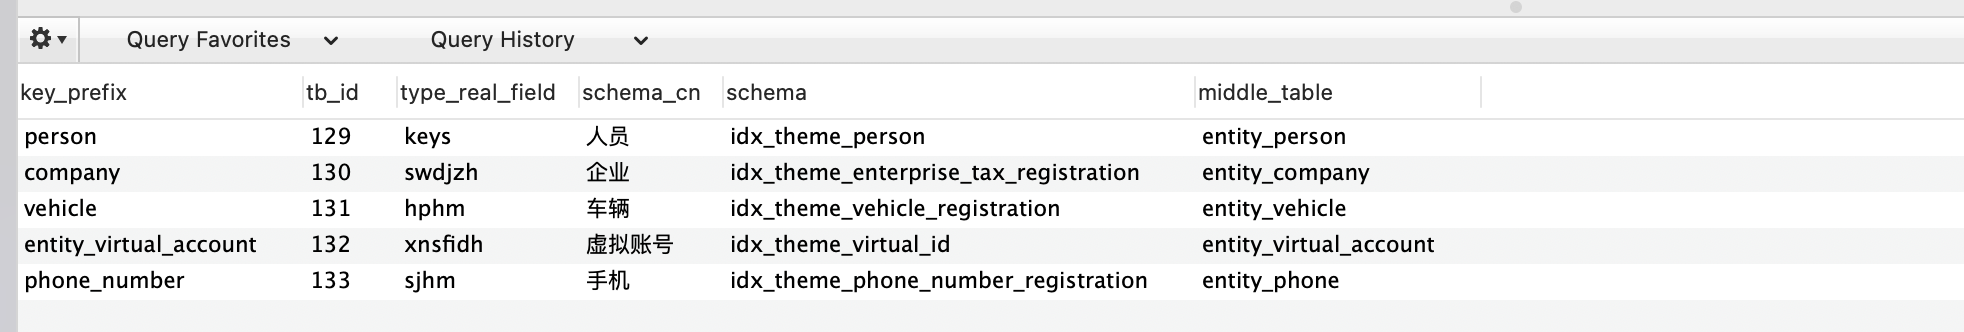 Query Favorites Query History
key_prefix tb_id type_real_field schema_cn schema middle_table
person 129 keys 人员 idx_theme_person entity_person
company 130 swdjzh 企业 idx_theme_enterprise_tax_registration entity_company
vehicle 131 hphm 车辆 idx_theme_vehicle_registration entity_vehicle
entity_virtual_account 132 xnsfidh 虚拟账号 idx_theme_virtual_id entity_virtual_account
phone_number 133 sjhm 手机 idx_theme_phone_number_registration entity_phone